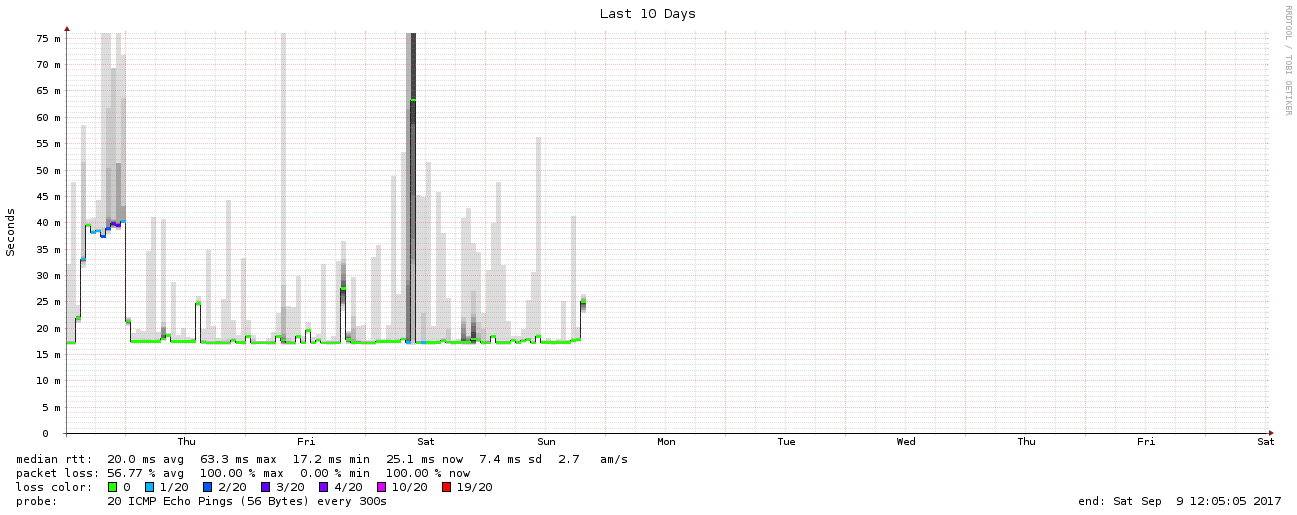 Last 10 Days
RRDTOOL / TOBI OETIKER
Seconds
75 m
70 m
65 m
60 m
55 m
50 m
45 m
40 m
35 m
30 m
25 m
20 m
15 m
10 m
5 m
0
Thu Fri Sat Sun Mon Tue Wed Thu Fri Sat
median rtt: 20.0 ms avg 63.3 ms max 17.2 ms min 25.1 ms now 7.4 ms sd 2.7 am/s
packet loss: 56.77 % avg 100.00 % max 0.00 % min 100.00 % now
loss color: 0 1/20 2/20 3/20 4/20 10/20 19/20
probe: 20 ICMP Echo Pings (56 Bytes) every 300s end: Sat Sep 9 12:05:05 2017